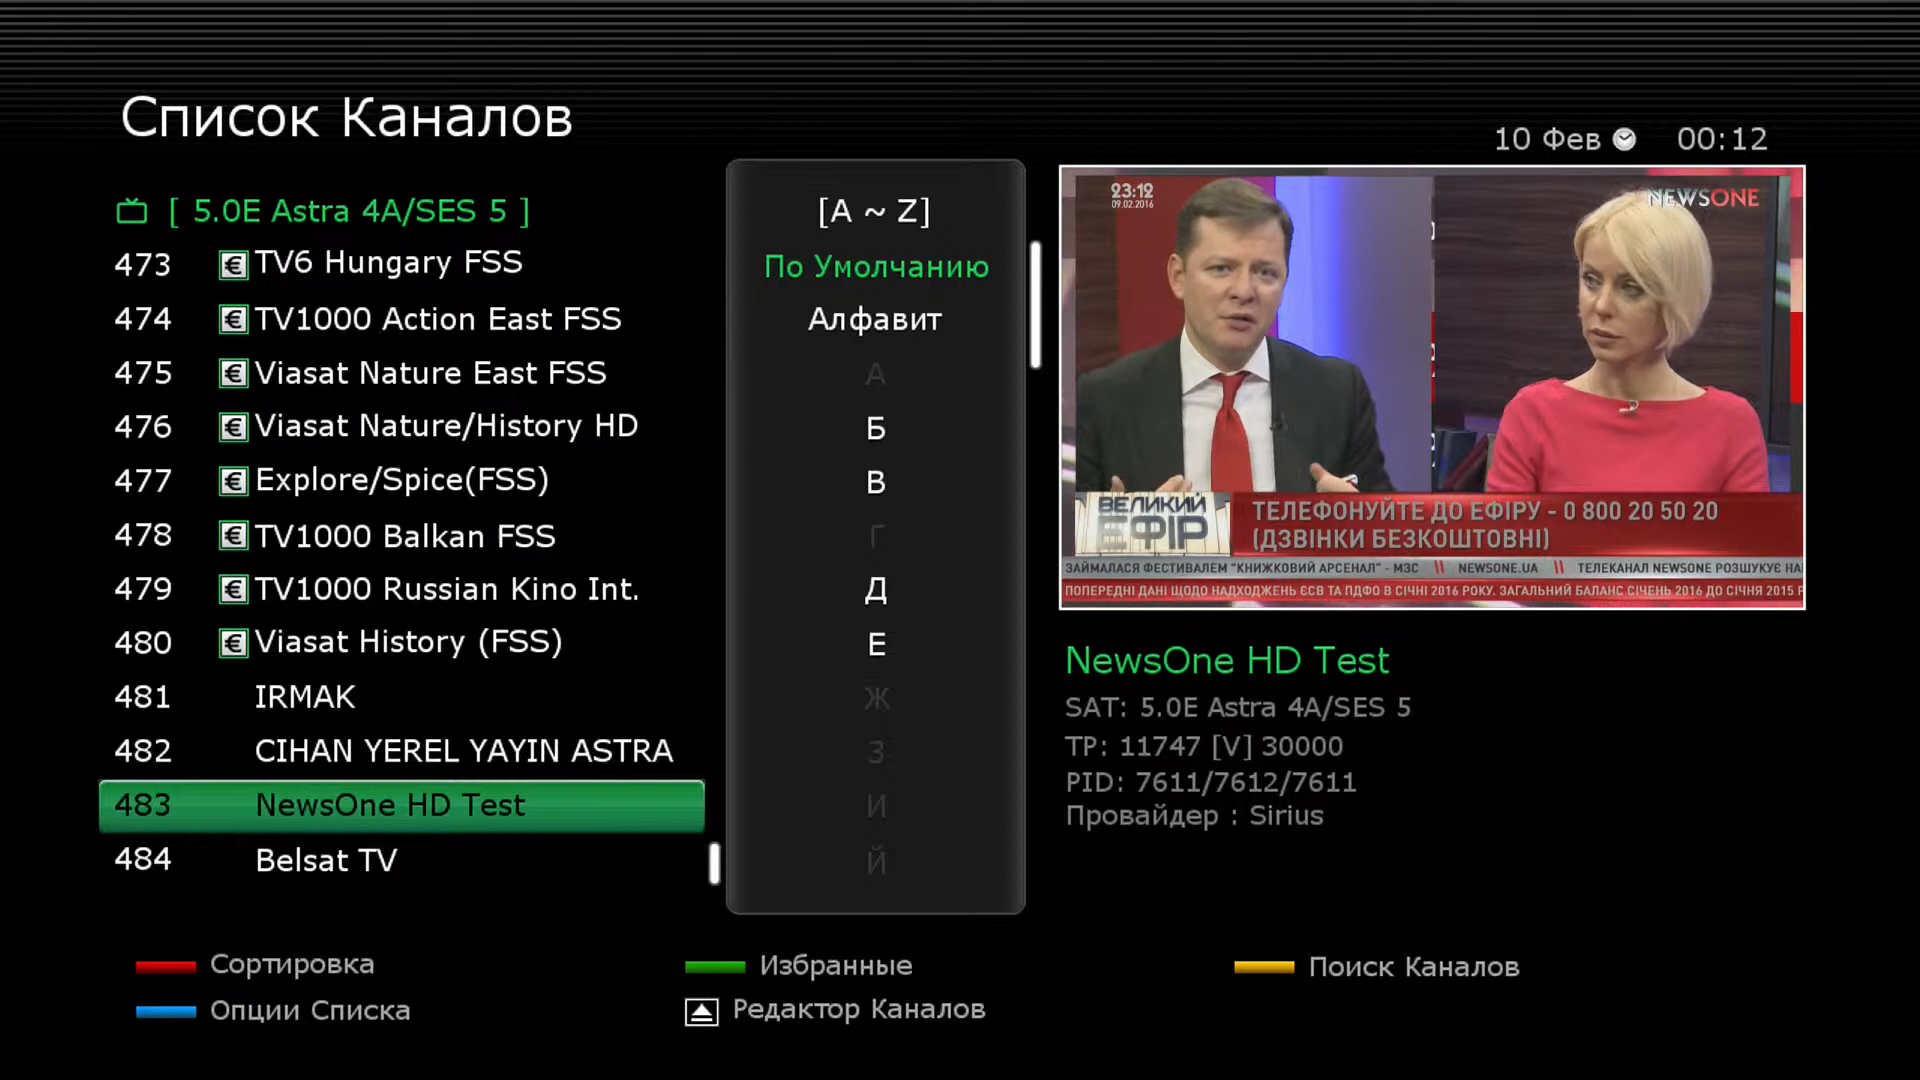 Список Каналов
10 Фев 00:12
[ 5.0E Astra 4A/SES 5 ]
473 € TV6 Hungary FSS
474 € TV1000 Action East FSS
475 € Viasat Nature East FSS
476 € Viasat Nature/History HD
477 € Explore/Spice(FSS)
478 € TV1000 Balkan FSS
479 € TV1000 Russian Kino Int.
480 € Viasat History (FSS)
481 IRMAK
482 CIHAN YEREL YAYIN ASTRA
483 NewsOne HD Test
484 Belsat TV
[A ~ Z]
По Умолчанию
Алфавит
А
Б
В
Г
Д
Е
Ж
З
И
Й
23:12
09.02.2016
NEWSONE
ВЕЛИКИЙ
ЕФІР
ТЕЛЕФОНУЙТЕ ДО ЕФІРУ - 0 800 20 50 20
(ДЗВІНКИ БЕЗКОШТОВНІ)
ЗАЙМАЛАСЯ ФЕСТИВАЛЕМ "КНИЖКОВИЙ АРСЕНАЛ" - МЗС \\ NEWSONE.UA \\ ТЕЛЕКАНАЛ NEWSONE РОЗШУКУЄ НА
ПОПЕРЕДНІ ДАНІ ЩОДО НАДХОДЖЕНЬ ЄСВ ТА ПДФО В СІЧНІ 2016 РОКУ. ЗАГАЛЬНИЙ БАЛАНС СІЧЕНЬ 2016 ДО СІЧНЯ 2015 Р
NewsOne HD Test
SAT: 5.0E Astra 4A/SES 5
TP: 11747 [V] 30000
PID: 7611/7612/7611
Провайдер : Sirius
Сортировка
Избранные
Поиск Каналов
Опции Списка
Редактор Каналов